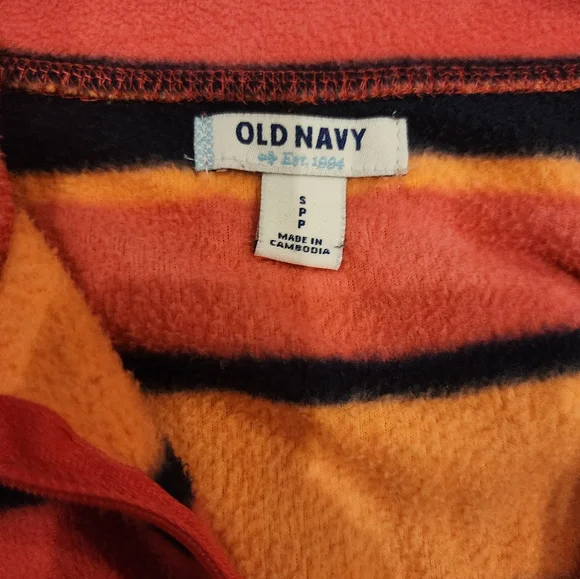 OLD NAVY
Est. 1994
S
P
P
MADE IN
CAMBODIA